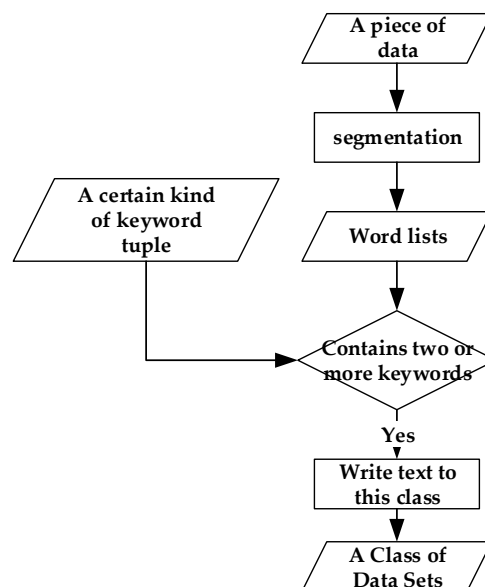 A piece of
data
segmentation
A certain kind
of keyword
tuple
Word lists
Contains two or
more keywords
Yes
Write text to
this class
A Class of
Data Sets